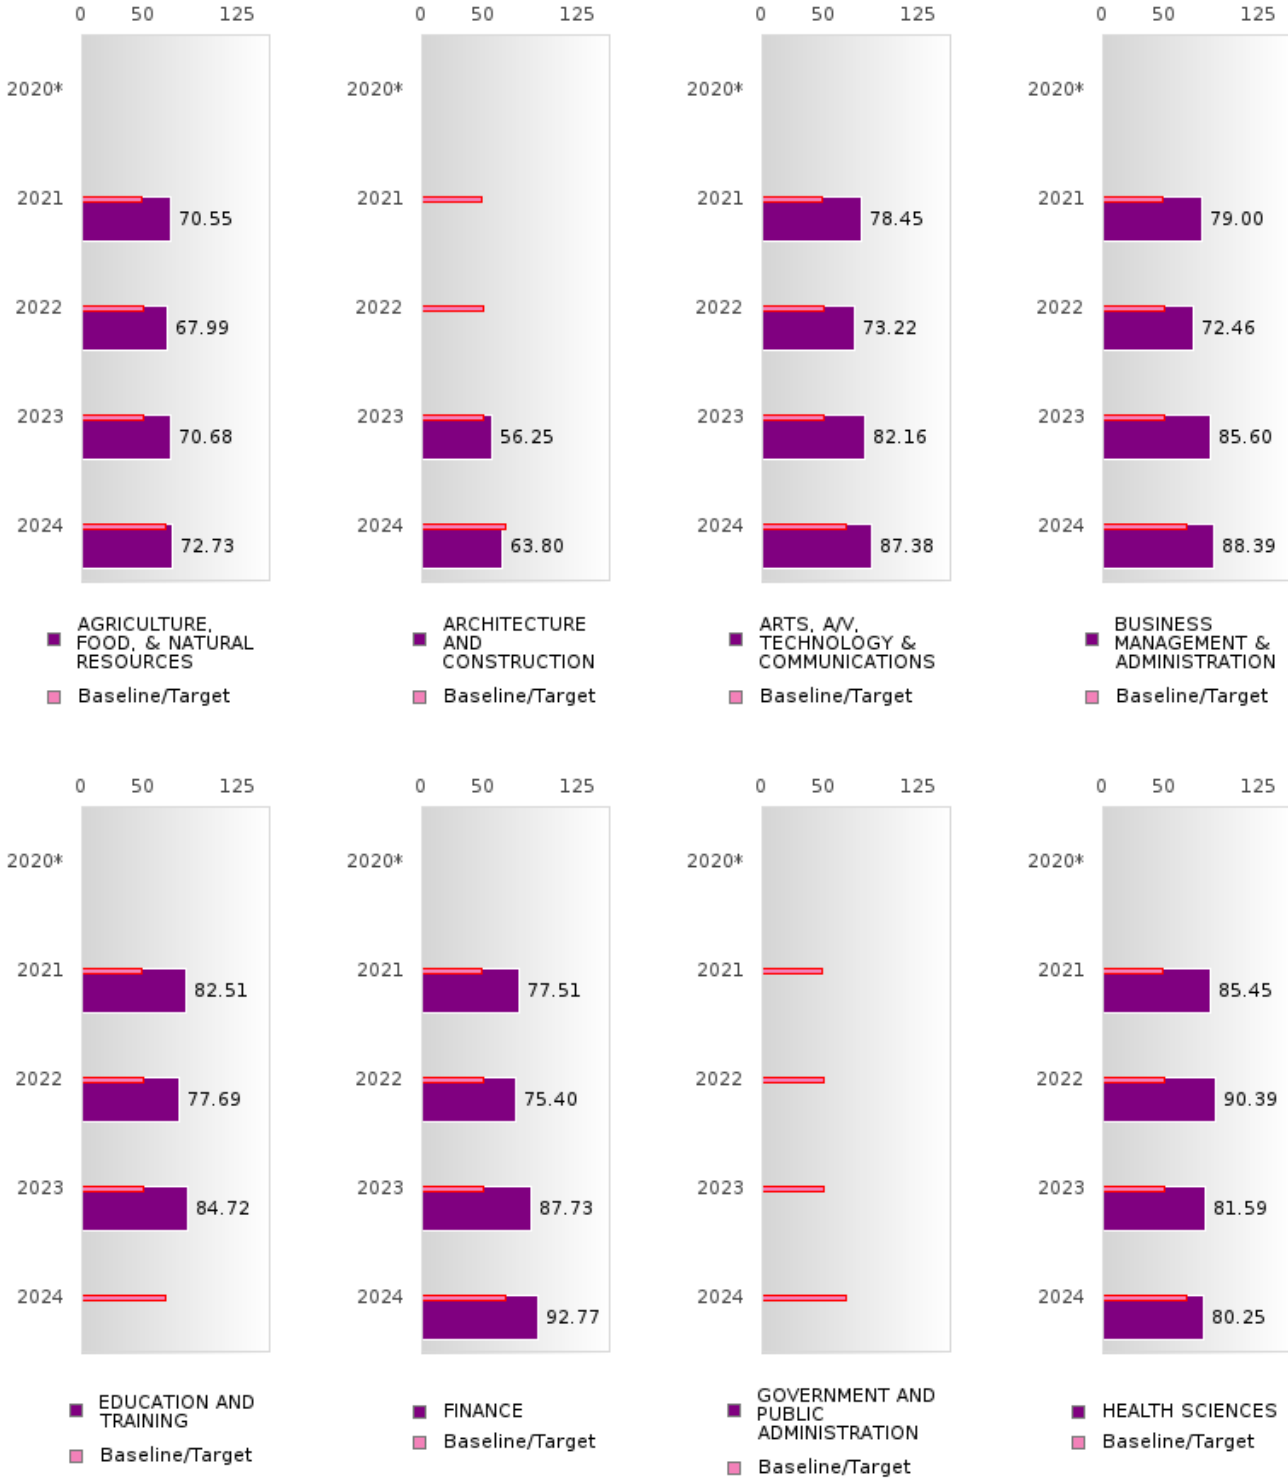 0 50 125 0 50 125 0 50 125 0 50 125
2020* 2020* 2020* 2020*
2021 70.55 2021 2021 78.45 2021 79.00
2022 67.99 2022 2022 73.22 2022 72.46
2023 70.68 2023 56.25 2023 82.16 2023 85.60
2024 72.73 2024 63.80 2024 87.38 2024 88.39
AGRICULTURE,
FOOD, & NATURAL
RESOURCES
Baseline/Target
ARCHITECTURE
AND
CONSTRUCTION
Baseline/Target
ARTS, A/V,
TECHNOLOGY &
COMMUNICATIONS
Baseline/Target
BUSINESS
MANAGEMENT &
ADMINISTRATION
Baseline/Target
0 50 125 0 50 125 0 50 125 0 50 125
2020* 2020* 2020* 2020*
2021 82.51 2021 77.51 2021 2021 85.45
2022 77.69 2022 75.40 2022 2022 90.39
2023 84.72 2023 87.73 2023 2023 81.59
2024 2024 92.77 2024 2024 80.25
EDUCATION AND
TRAINING
Baseline/Target
FINANCE
Baseline/Target
GOVERNMENT AND
PUBLIC
ADMINISTRATION
Baseline/Target
HEALTH SCIENCES
Baseline/Target